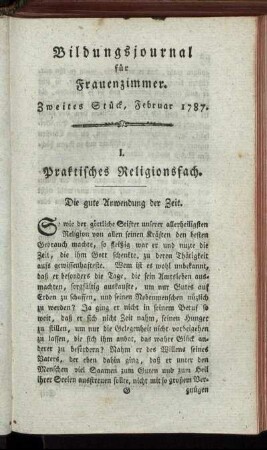 Bildungsjournal
für
Frauenzimmer.
Zweites Stück, Februar 1787.
I.
Praktisches Religionsfach.
Die gute Anwendung der Zeit.
So wie der göttliche Stifter unserer allerheiligsten
Religion von allen seinen Kräften den besten
Gebrauch machte, so fleißig war er und nuzte die
Zeit, die ihm Gott schenkte, zu deren Thätigkeit
aufs gewissenhafteste. Wem ist es wohl unbekannt,
daß er besonders die Tage, die sein Amtsleben aus-
machten, sorgfältig auskaufte, um nur Gutes auf
Erden zu schaffen, und seinen Nebenmenschen nüzlich
zu werden? Ja ging er nicht in seinem Beruf so
weit, daß er sich nicht Zeit nahm, seinen Hunger
zu stillen, um nur die Gelegenheit nicht vorbeigehen
zu lassen, die sich ihm anbot, das wahre Glück an-
derer zu befördern? Nahm er des Willens seines
Vaters, der eben dahin ging, daß er unter den
Menschen viel Saamen zum Guten und zum Heil
ihrer Seelen ausstreuen sollte, nicht mit so großem Ver-
G gnügen